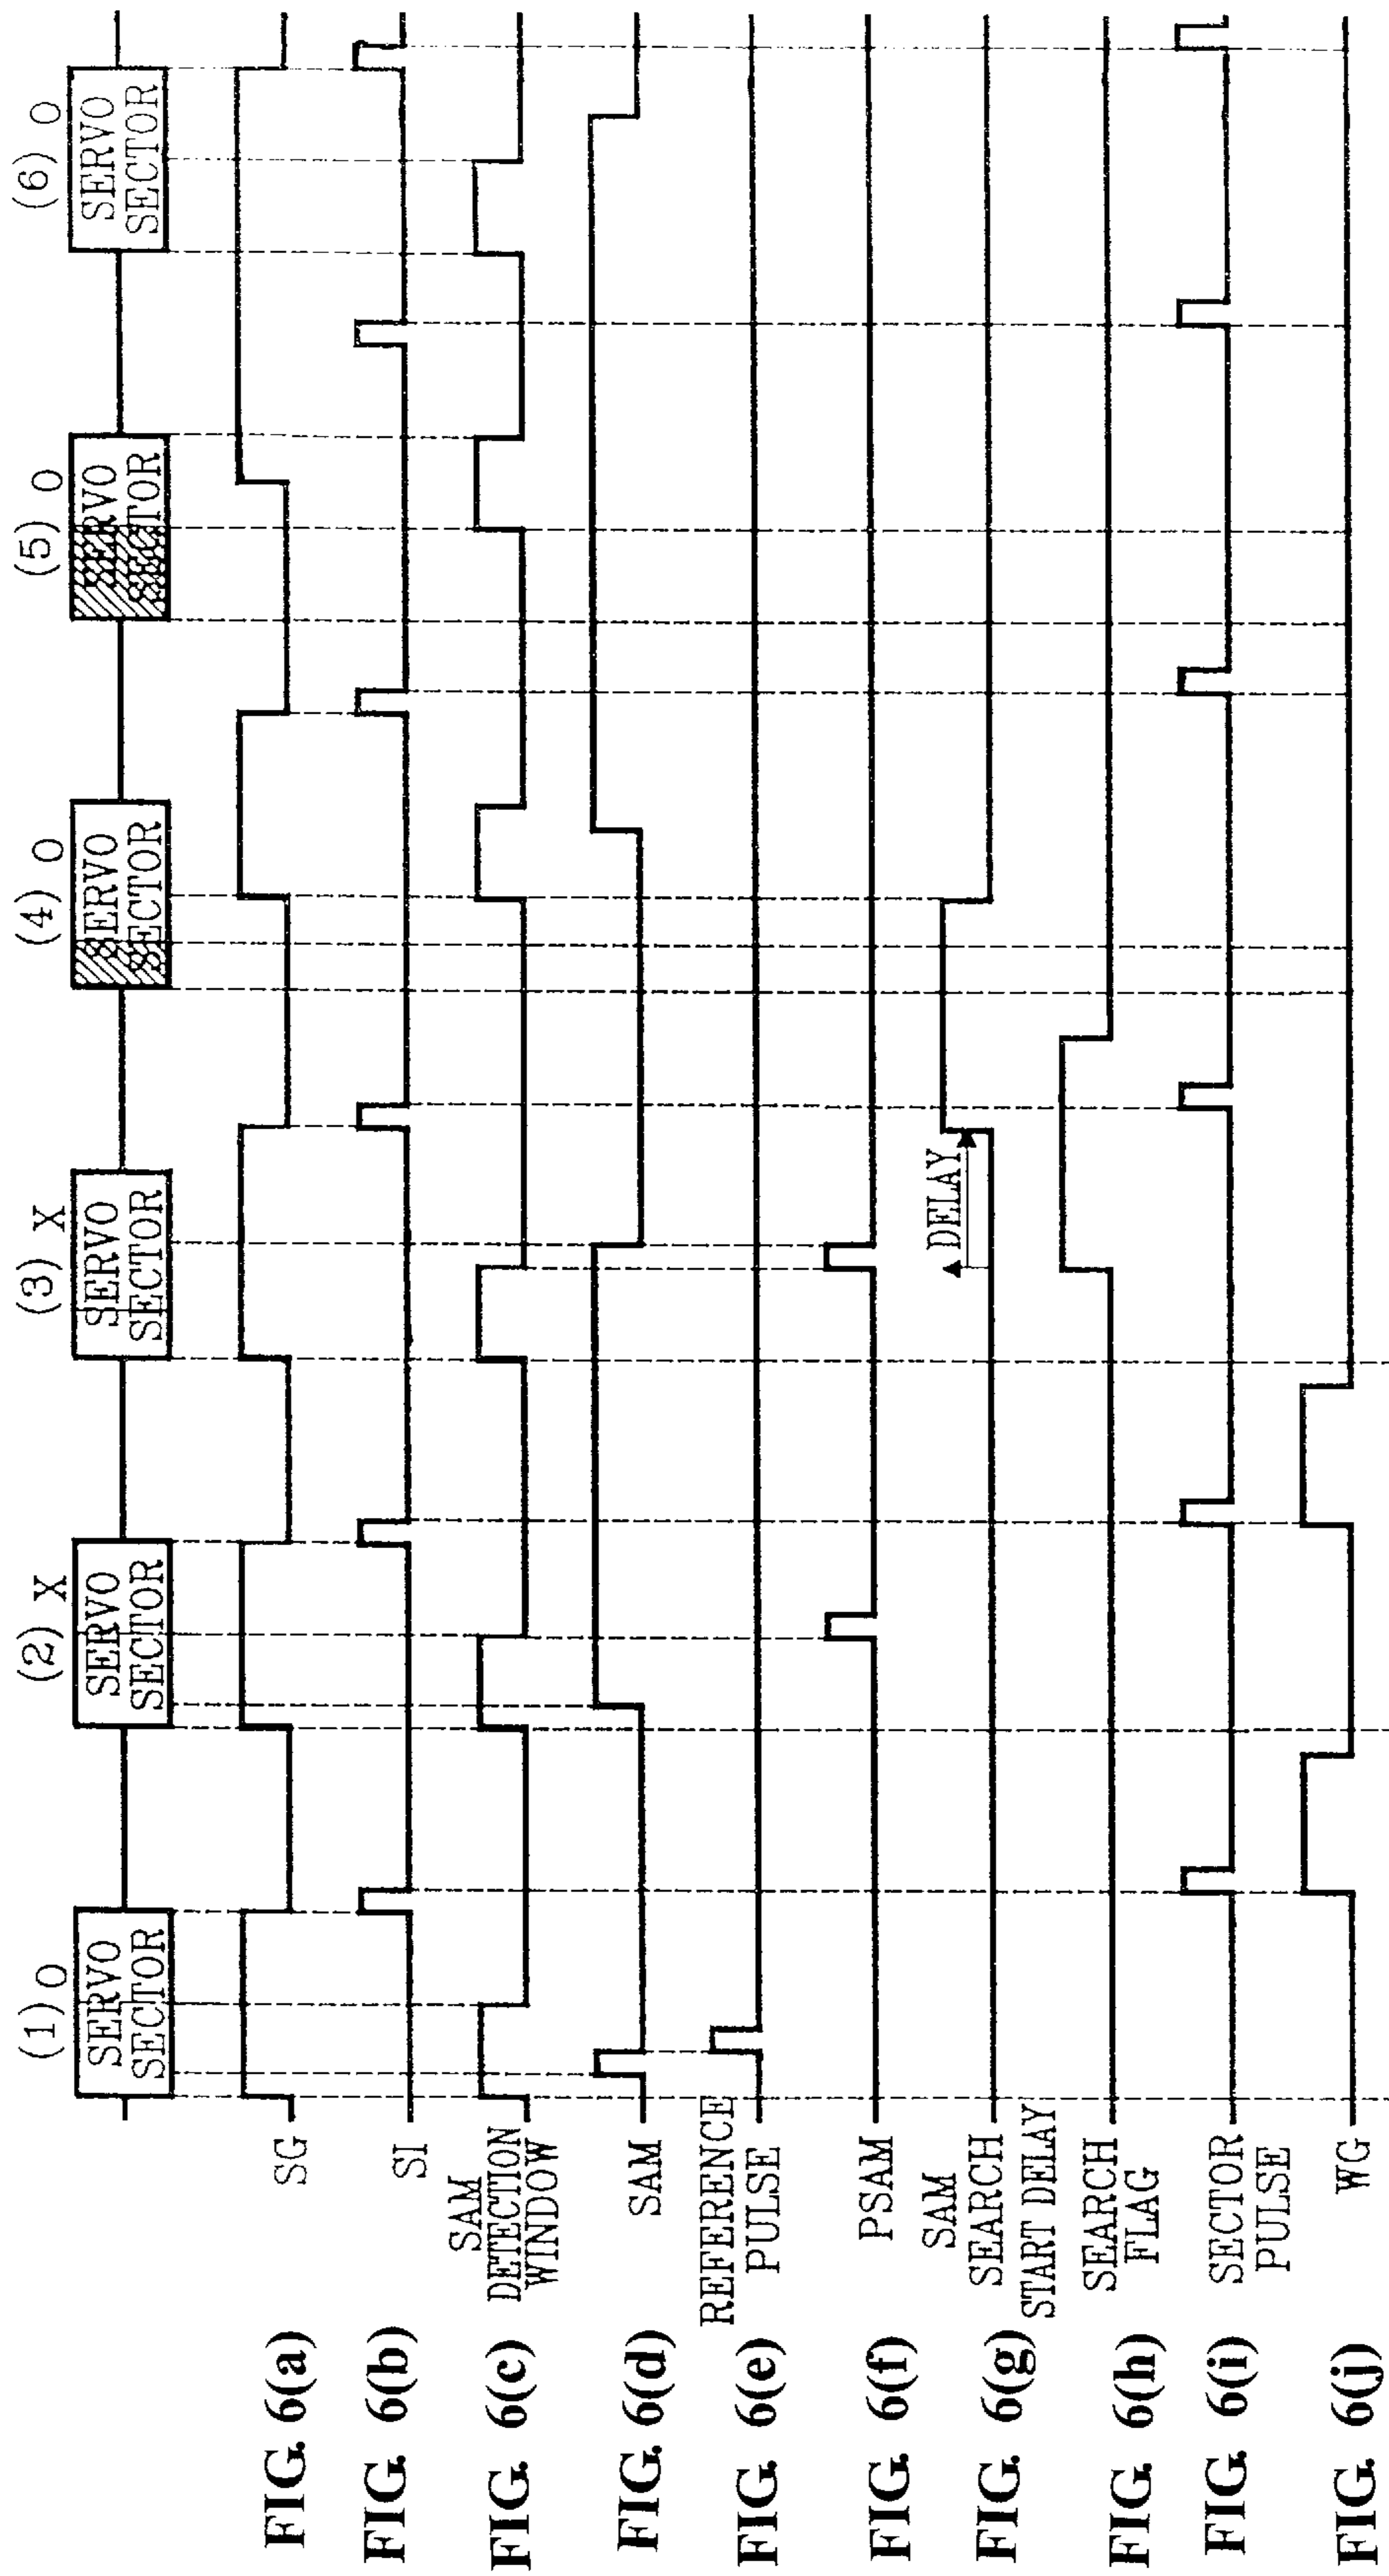 (1) O
SERVO
SECTOR
(2) X
SERVO
SECTOR
(3) X
SERVO
SECTOR
(4) O
SERVO
SECTOR
(5) O
SERVO
SECTOR
(6) O
SERVO
SECTOR
FIG. 6(a)
SG
FIG. 6(b)
SI
FIG. 6(c)
SAM
DETECTION
WINDOW
FIG. 6(d)
SAM
FIG. 6(e)
REFERENCE
PULSE
FIG. 6(f)
PSAM
FIG. 6(g)
SAM
SEARCH
START DELAY
DELAY
FIG. 6(h)
SEARCH
FLAG
FIG. 6(i)
SECTOR
PULSE
FIG. 6(j)
WG